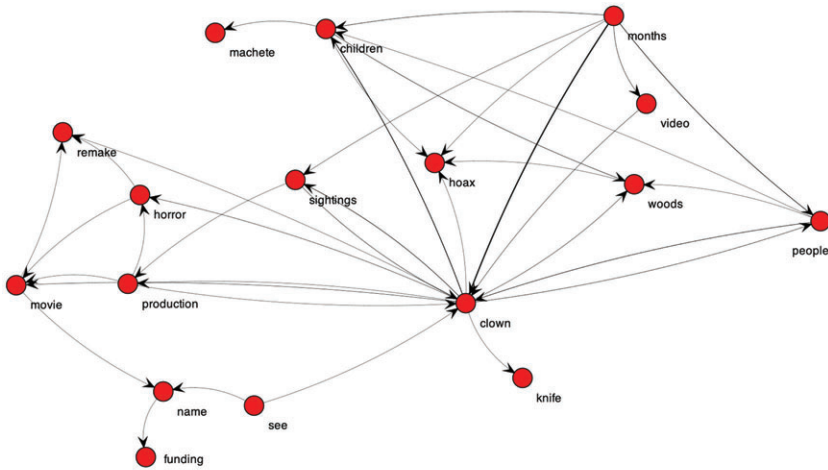 machete
children
months
video
remake
hoax
sightings
woods
horror
people
movie
production
clown
knife
name
see
funding